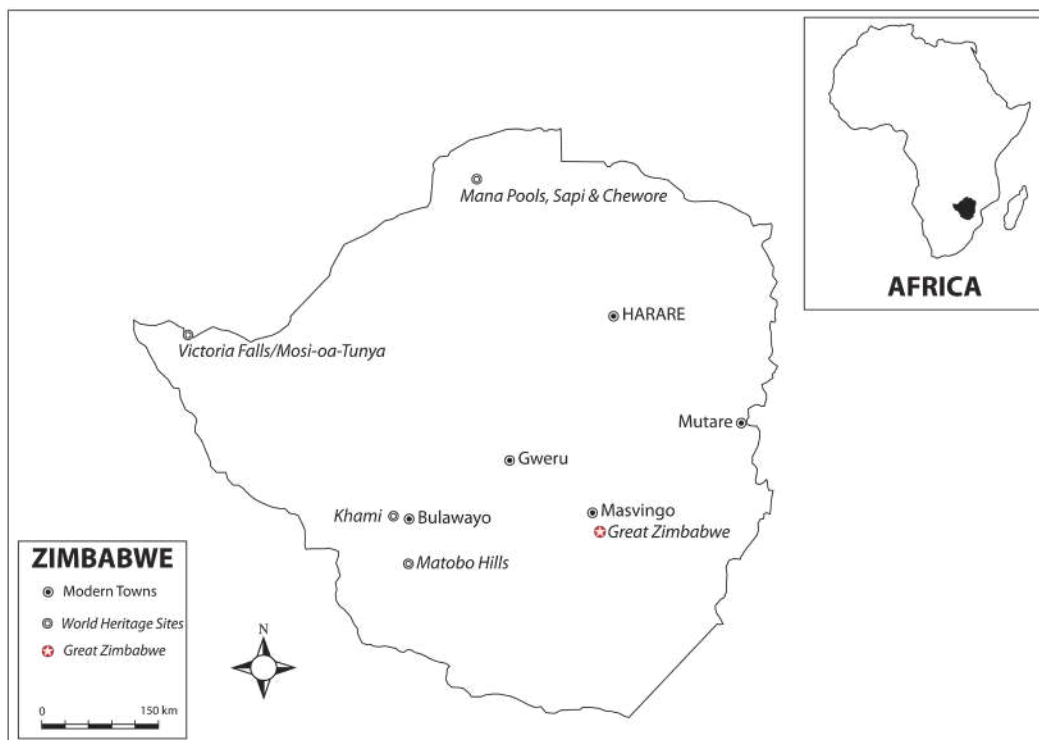 AFRICA
Mana Pools, Sapi & Chewore
HARARE
Victoria Falls/Mosi-oa-Tunya
Mutare
Gweru
Khami
Bulawayo
Masvingo
Great Zimbabwe
Matobo Hills
ZIMBABWE
Modern Towns
World Heritage Sites
Great Zimbabwe
0 150 km
N